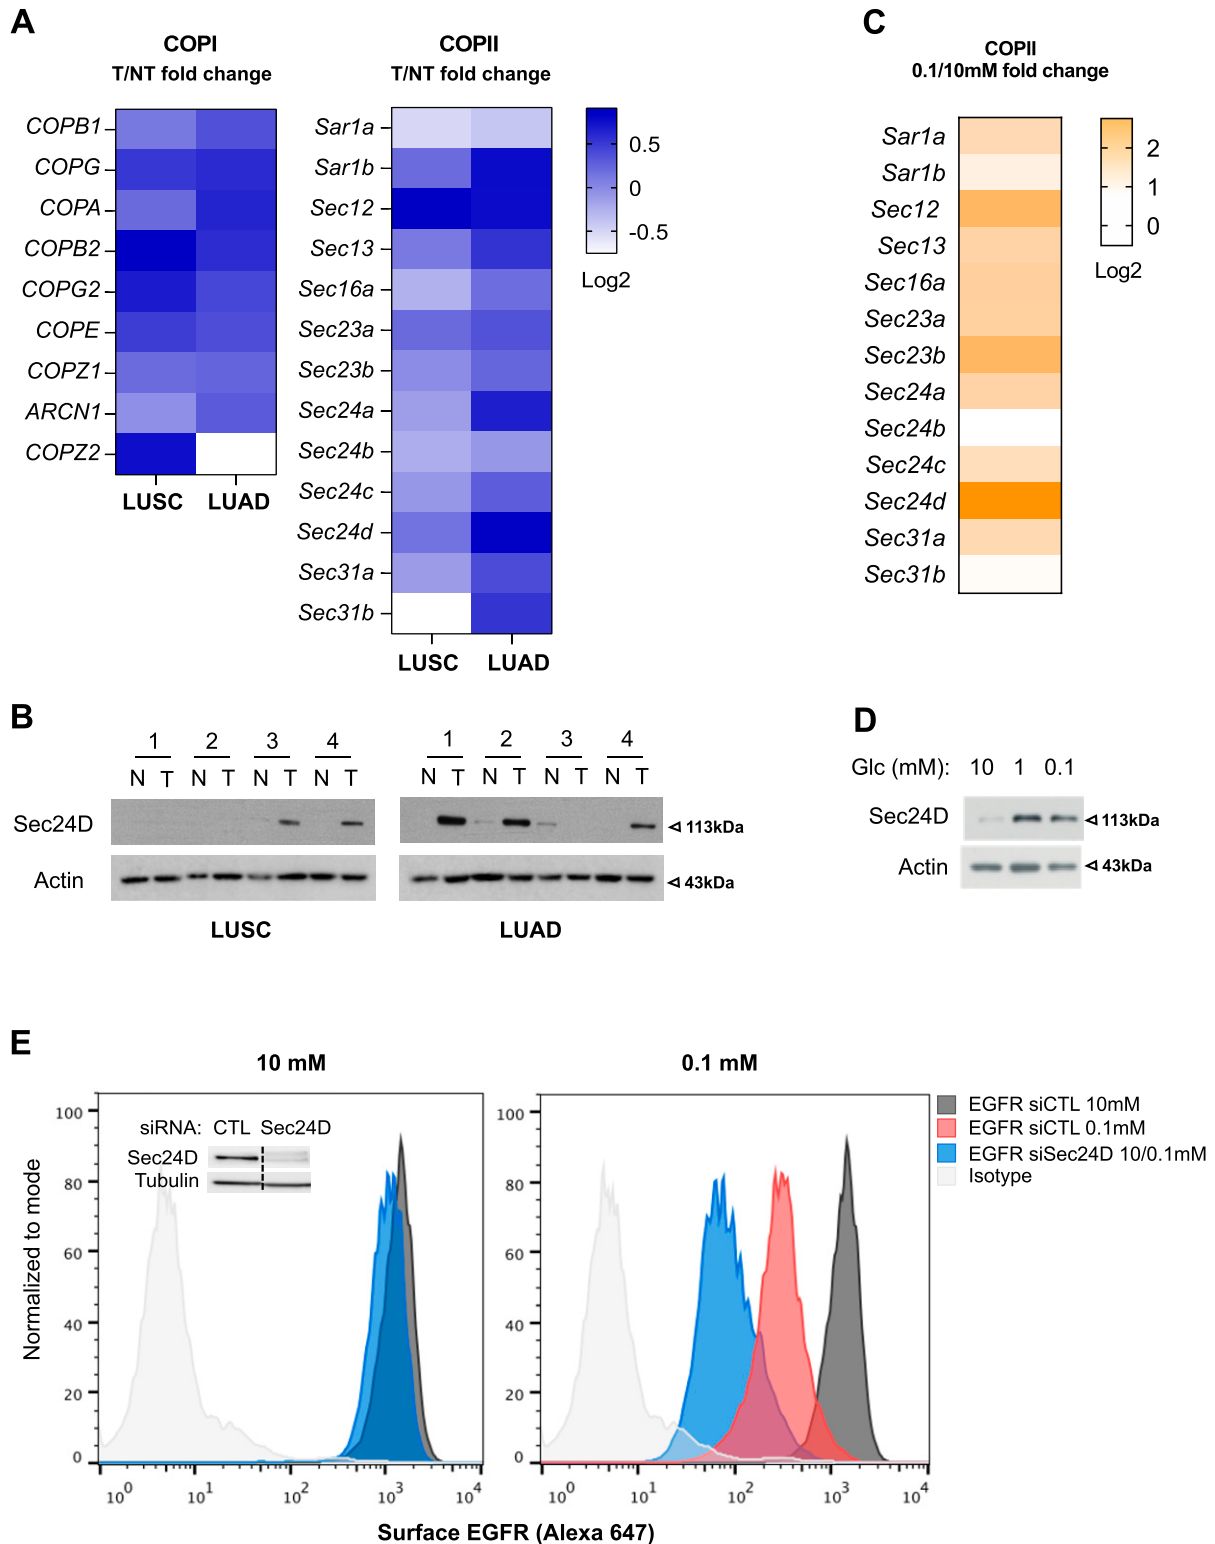 A
COPI
T/NT fold change
COPB1
COPG
COPA
COPB2
COPG2
COPE
COPZ1
ARCN1
COPZ2
LUSC LUAD
COPII
T/NT fold change
Sar1a
Sar1b
Sec12
Sec13
Sec16a
Sec23a
Sec23b
Sec24a
Sec24b
Sec24c
Sec24d
Sec31a
Sec31b
LUSC LUAD
0.5
0
-0.5
Log2
C
COPII
0.1/10mM fold change
Sar1a
Sar1b
Sec12
Sec13
Sec16a
Sec23a
Sec23b
Sec24a
Sec24b
Sec24c
Sec24d
Sec31a
Sec31b
2
1
0
Log2
B
1 2 3 4
N T N T N T N T
1 2 3 4
N T N T N T N T
Sec24D
113kDa
Actin
43kDa
LUSC
LUAD
D
Glc (mM): 10 1 0.1
Sec24D
113kDa
Actin
43kDa
E
10 mM
0.1 mM
siRNA: CTL Sec24D
Sec24D
Tubulin
Normalized to mode
100
80
60
40
20
0
10^0 10^1 10^2 10^3 10^4
100
80
60
40
20
0
10^0 10^1 10^2 10^3 10^4
Surface EGFR (Alexa 647)
EGFR siCTL 10mM
EGFR siCTL 0.1mM
EGFR siSec24D 10/0.1mM
Isotype